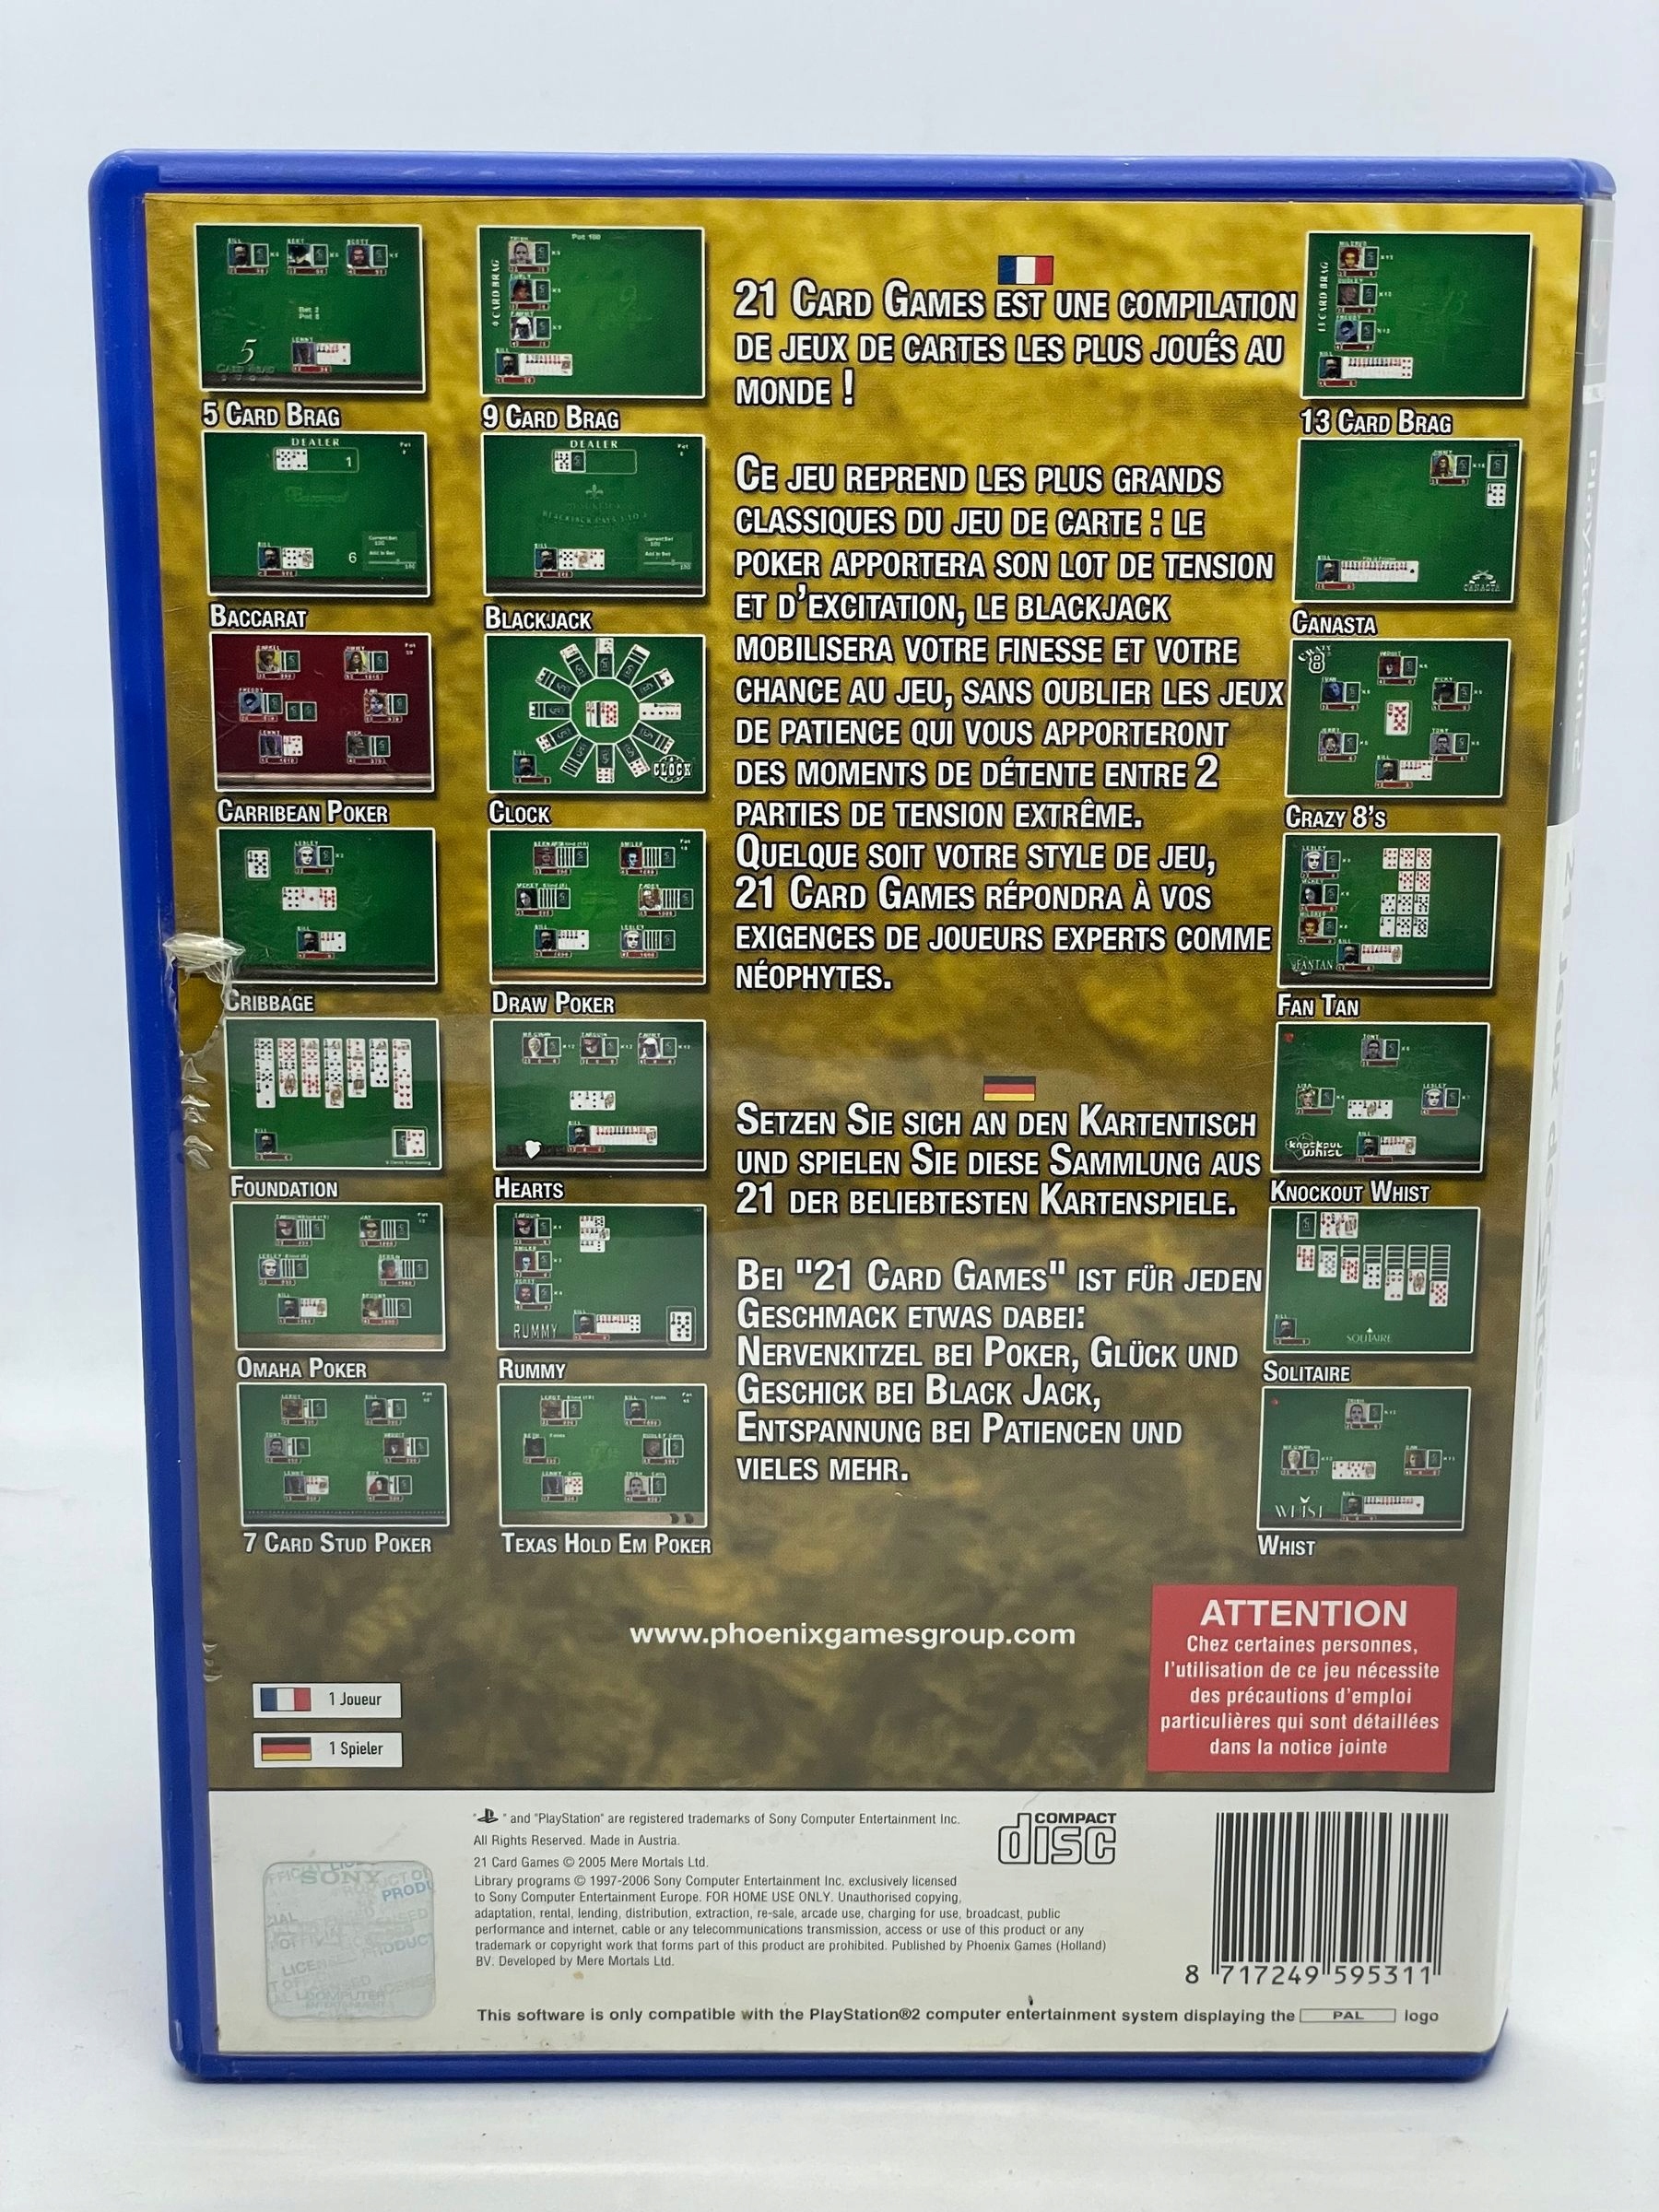 5 Card Brag
9 Card Brag
13 Card Brag
Baccarat
Blackjack
Canasta
Carribean Poker
Clock
Crazy 8's
Cribbage
Draw Poker
Fan Tan
Foundation
Hearts
Knockout Whist
Omaha Poker
Rummy
Solitaire
7 Card Stud Poker
Texas Hold Em Poker
Whist
21 Card Games est une compilation
de jeux de cartes les plus joués au
monde !
Ce jeu reprend les plus grands
classiques du jeu de carte : le
poker apportera son lot de tension
et d'excitation, le blackjack
mobilisera votre finesse et votre
chance au jeu, sans oublier les jeux
de patience qui vous apporteront
des moments de détente entre 2
parties de tension extrême.
Quelque soit votre style de jeu,
21 Card Games répondra à vos
exigences de joueurs experts comme
néophytes.
Setzen Sie sich an den Kartentisch
und spielen Sie diese Sammlung aus
21 der beliebtesten Kartenspiele.
Bei "21 Card Games" ist für jeden
Geschmack etwas dabei:
Nervenkitzel bei Poker, Glück und
Geschick bei Black Jack,
Entspannung bei Patiencen und
vieles mehr.
www.phoenixgamesgroup.com
ATTENTION
Chez certaines personnes,
l'utilisation de ce jeu nécessite
des précautions d'emploi
particulières qui sont détaillées
dans la notice jointe
1 Joueur
1 Spieler
" " and "PlayStation" are registered trademarks of Sony Computer Entertainment Inc.
All Rights Reserved. Made in Austria.
21 Card Games © 2005 Mere Mortals Ltd.
Library programs © 1997-2006 Sony Computer Entertainment Inc. exclusively licensed
to Sony Computer Entertainment Europe. FOR HOME USE ONLY. Unauthorised copying,
adaptation, rental, lending, distribution, extraction, re-sale, arcade use, charging for use, broadcast, public
performance and internet, cable or any telecommunications transmission, access or use of this product or any
trademark or copyright work that forms part of this product are prohibited. Published by Phoenix Games (Holland)
BV. Developed by Mere Mortals Ltd.
COMPACT
disc
8 717249 595311
This software is only compatible with the PlayStation®2 computer entertainment system displaying the PAL logo
SONY
PlayStation 2
21 Jeux de Cartes